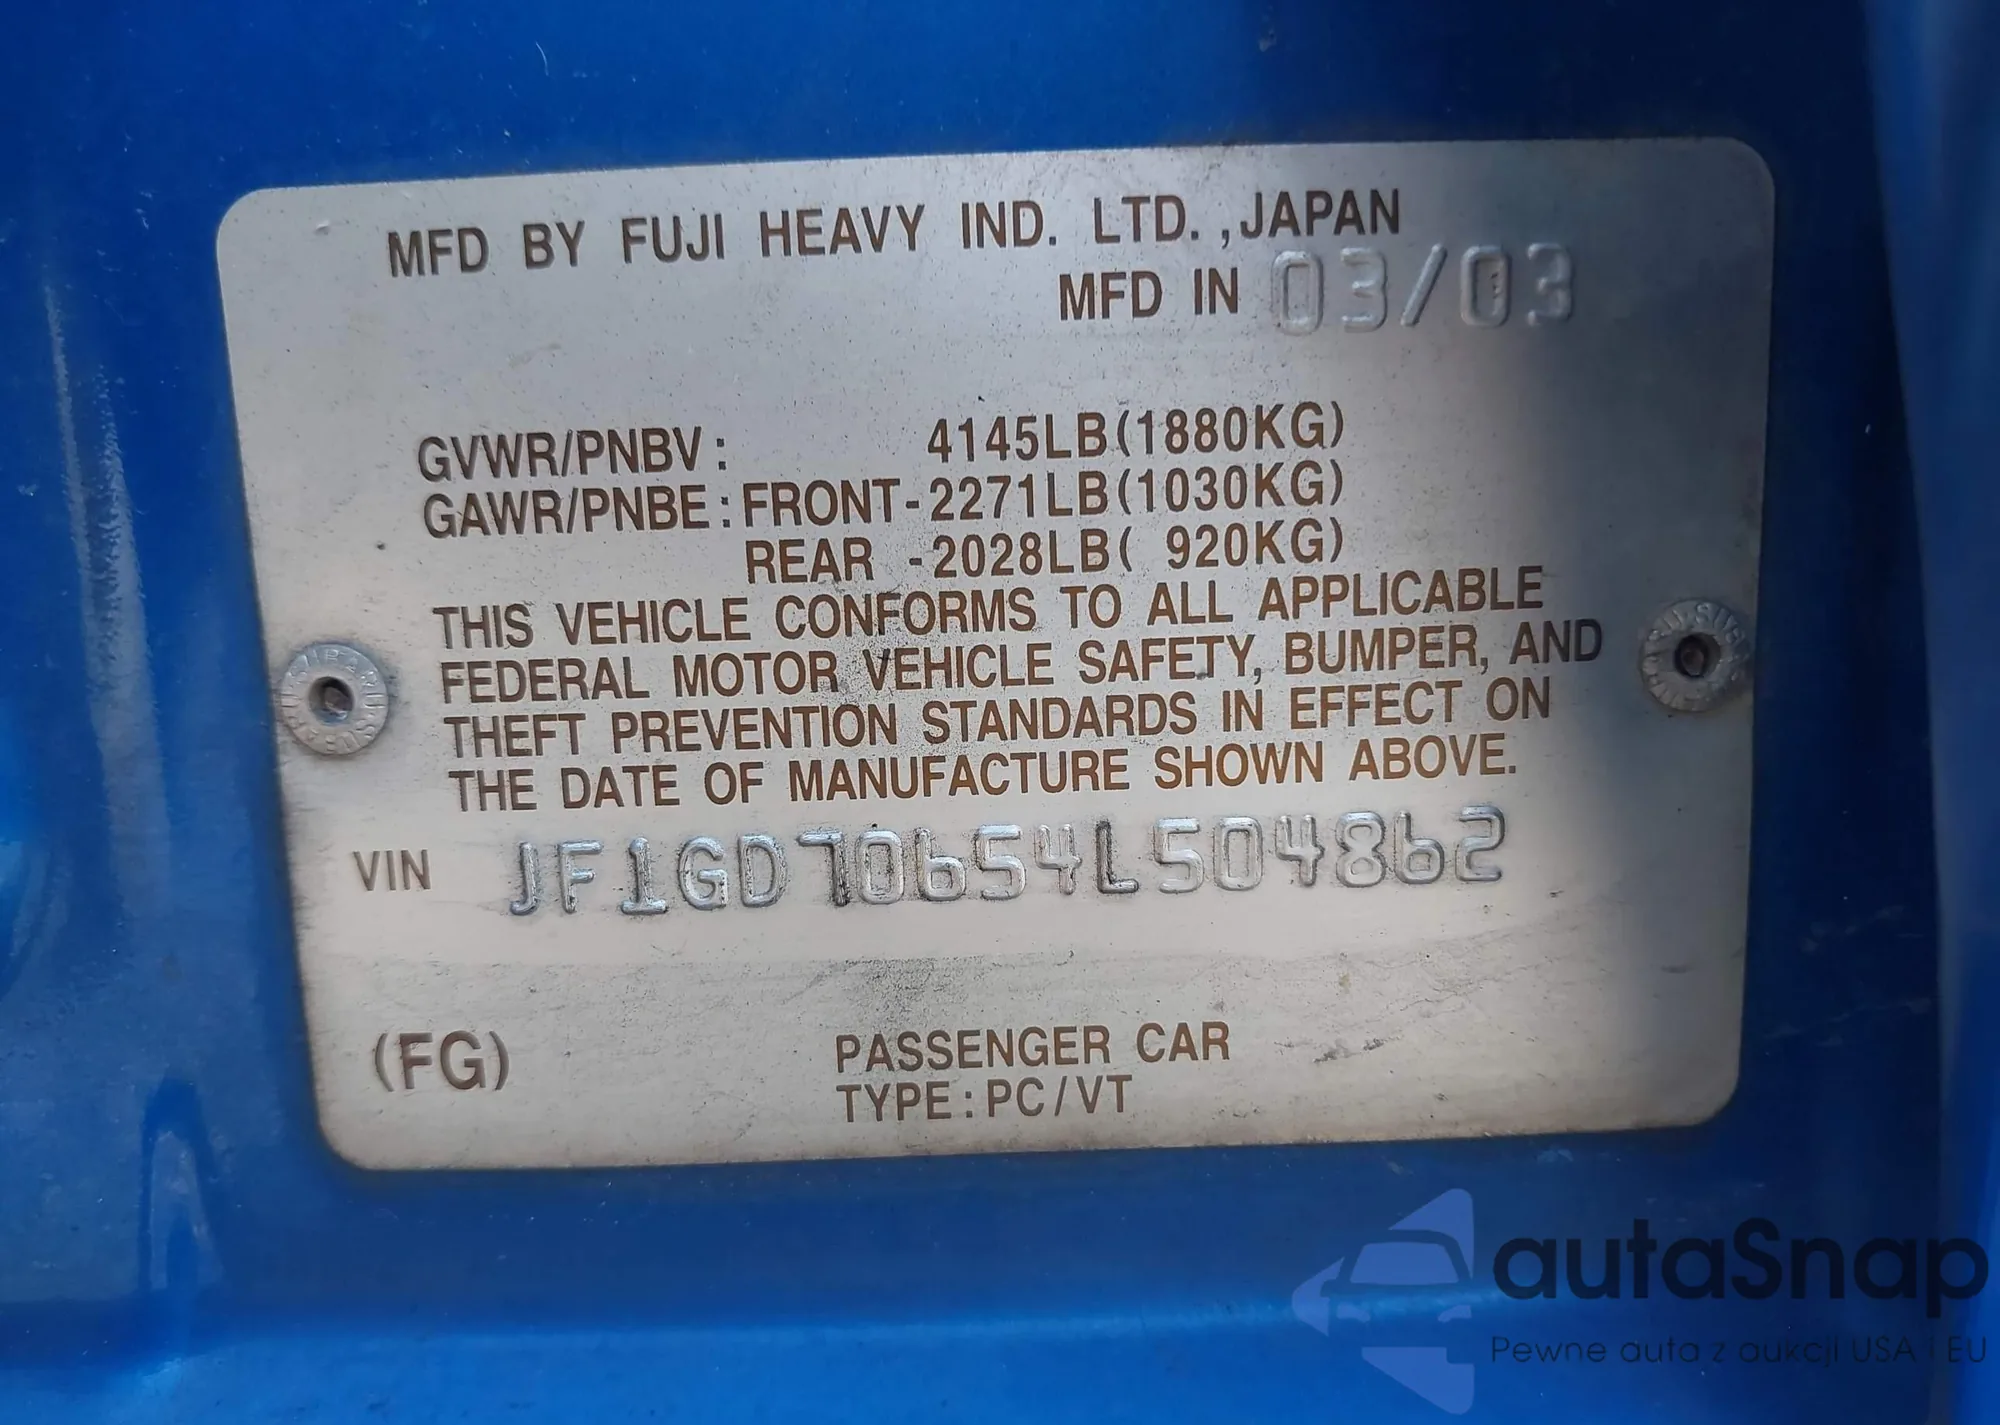 MFD BY FUJI HEAVY IND. LTD.,JAPAN
MFD IN 03/03
GVWR/PNBV: 4145LB(1880KG)
GAWR/PNBE:FRONT-2271LB(1030KG)
REAR -2028LB( 920KG)
THIS VEHICLE CONFORMS TO ALL APPLICABLE
FEDERAL MOTOR VEHICLE SAFETY, BUMPER, AND
THEFT PREVENTION STANDARDS IN EFFECT ON
THE DATE OF MANUFACTURE SHOWN ABOVE.
VIN JF1GD70654L504862
(FG) PASSENGER CAR
TYPE:PC/VT
SUBARU
SUBARU
autaSnap
Pewne auta z aukcji USA i EU